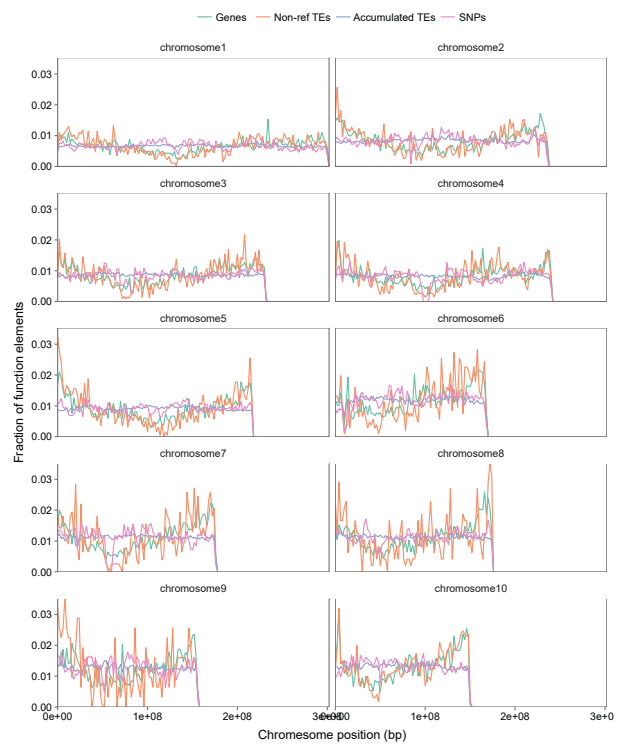 Genes Non-ref TEs Accumulated TEs SNPs
chromosome1 chromosome2
0.03
0.02
0.01
0.00
chromosome3 chromosome4
0.03
0.02
0.01
0.00
chromosome5 chromosome6
0.03
0.02
0.01
0.00
chromosome7 chromosome8
0.03
0.02
0.01
0.00
chromosome9 chromosome10
0.03
0.02
0.01
0.00
Fraction of function elements
0e+00 1e+08 2e+08 3e+08 0e+00 1e+08 2e+08 3e+0
Chromesome position (bp)